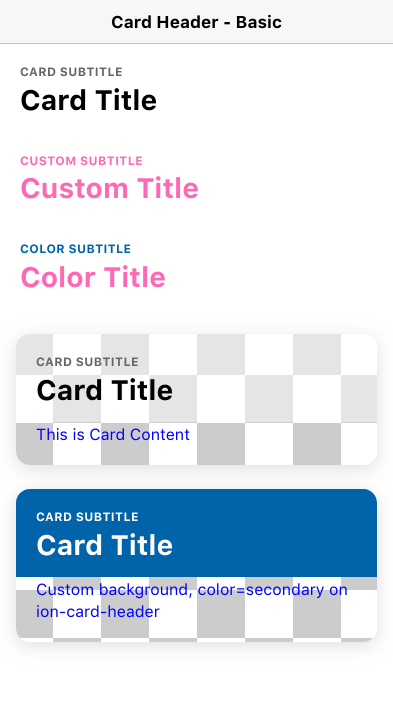 Card Header - Basic
CARD SUBTITLE
Card Title
CUSTOM SUBTITLE
Custom Title
COLOR SUBTITLE
Color Title
CARD SUBTITLE
Card Title
This is Card Content
CARD SUBTITLE
Card Title
Custom background, color=secondary on
ion-card-header